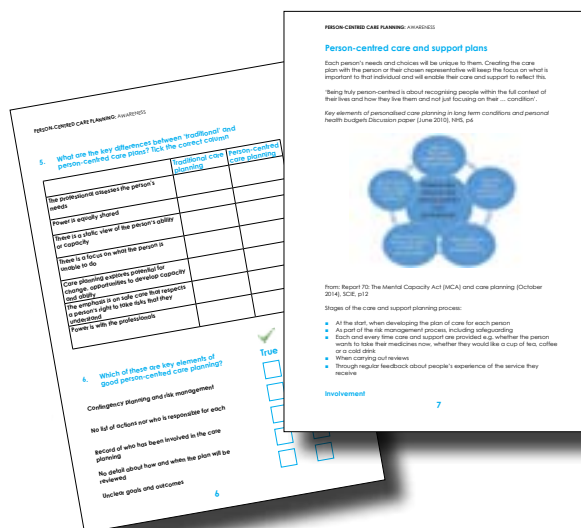 PERSON-CENTRED CARE PLANNING: AWARENESS
5. What are the key differences between 'traditional' and
person-centred care plans? Tick the correct column
Traditional care
planning
Person-centred
care planning
The professional assesses the person's
needs
Power is equally shared
There is a static view of the person's ability
or capacity
There is a focus on what the person is
unable to do
Care planning explores potential for
change, opportunities to develop capacity
and ability
The emphasis is on safe care that respects
a person's right to take risks that they
understand
Power is with the professionals
True
6. Which of these are key elements of
good person-centred care planning?
Contingency planning and risk management
No list of actions nor who is responsible for each
Record of who has been involved in the care
planning
No detail about how and when the plan will be
reviewed
Unclear goals and outcomes
6
PERSON-CENTRED CARE PLANNING: AWARENESS
Person-centred care and support plans
Each person's needs and choices will be unique to them. Creating the care
plan with the person or their chosen representative will keep the focus on what is
important to that individual and will enable their care and support to reflect this.
'Being truly person-centred is about recognising people within the full context of
their lives and how they live them and not just focusing on their ... condition'.
Key elements of personalised care planning in long term conditions and personal
health budgets Discussion paper (June 2010), NHS, p6
From: Report 70: The Mental Capacity Act (MCA) and care planning (October
2014), SCIE, p12
Stages of the care and support planning process:
At the start, when developing the plan of care for each person
As part of the risk management process, including safeguarding
Each and every time care and support are provided e.g. whether the person
wants to take their medicines now, whether they would like a cup of tea, coffee
or a cold drink
When carrying out reviews
Through regular feedback about people's experience of the service they
receive
Involvement
7